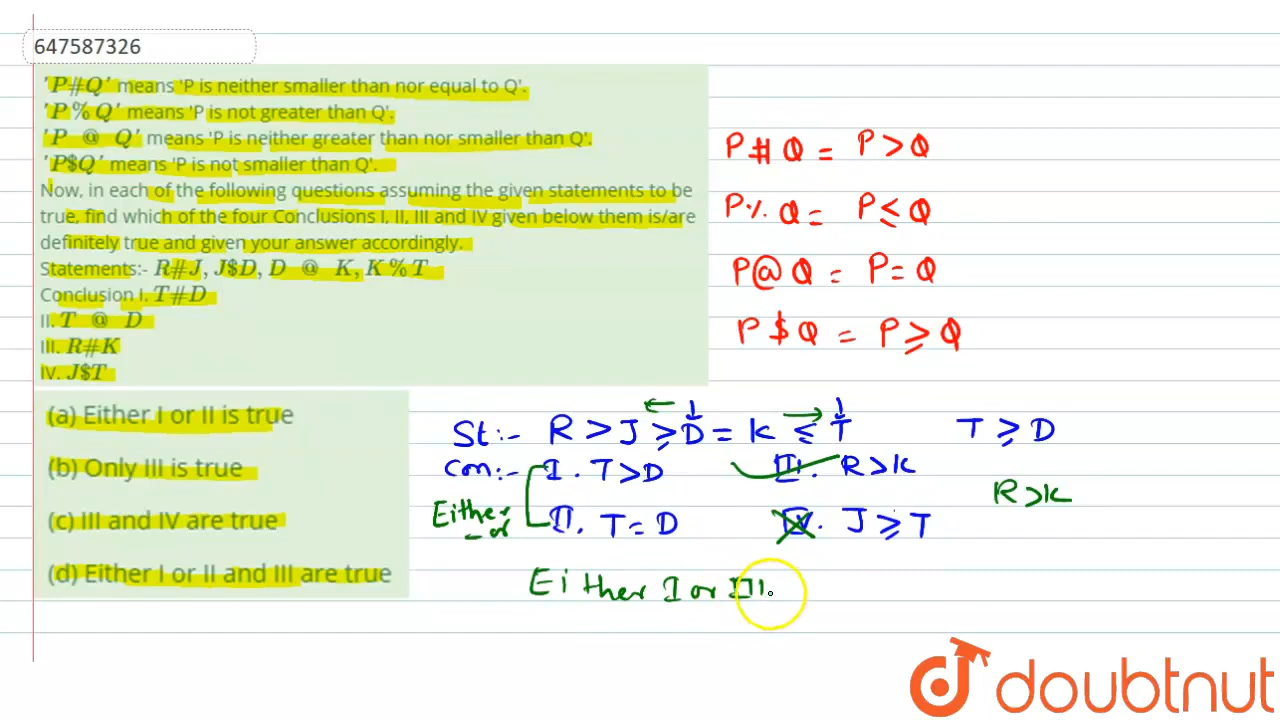 647587326
'P#Q' means 'P is neither smaller than nor equal to Q'.
'P%Q' means 'P is not greater than Q'.
'P @ Q' means 'P is neither greater than nor smaller than Q'.
'P$Q' means 'P is not smaller than Q'.
Now, in each of the following questions assuming the given statements to be
true, find which of the four Conclusions I, II, III and IV given below them is/are
definitely true and given your answer accordingly.
Statements:- R#J, J$D, D @ K, K%T
Conclusion I. T#D
II. T @ D
III. R#K
IV. J$T
(a) Either I or II is true
(b) Only III is true
(c) III and IV are true
(d) Either I or II and III are true
P # Q = P > Q
P % Q = P ≤ Q
P @ Q = P = Q
P $ Q = P ≥ Q
St:- R > J ≥ D = K ≤ T T ≥ D
Con:- I. T > D III. R > K
R > K
Either
- or
II. T = D IV. J ≥ T
Either I or II
doubtnut